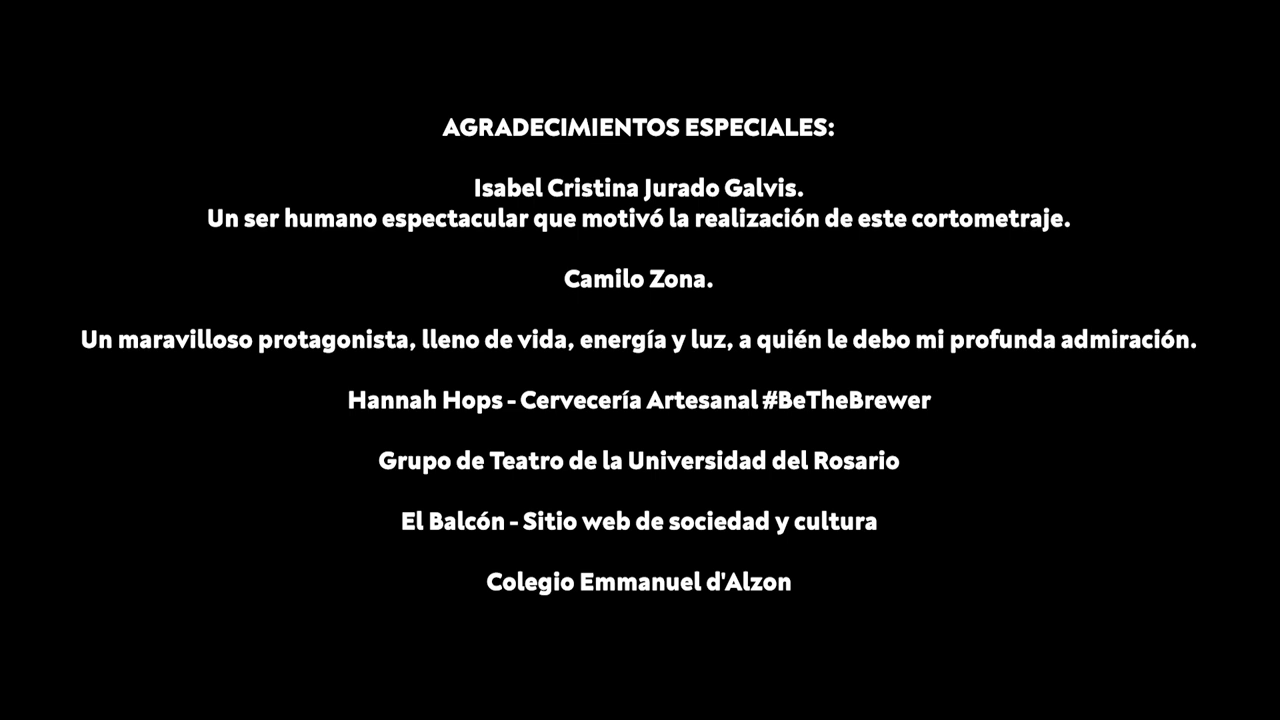 AGRADECIMIENTOS ESPECIALES:
Isabel Cristina Jurado Galvis.
Un ser humano espectacular que motivó la realización de este cortometraje.
Camilo Zona.
Un maravilloso protagonista, lleno de vida, energía y luz, a quién le debo mi profunda admiración.
Hannah Hops - Cervecería Artesanal #BeTheBrewer
Grupo de Teatro de la Universidad del Rosario
El Balcón - Sitio web de sociedad y cultura
Colegio Emmanuel d'Alzon